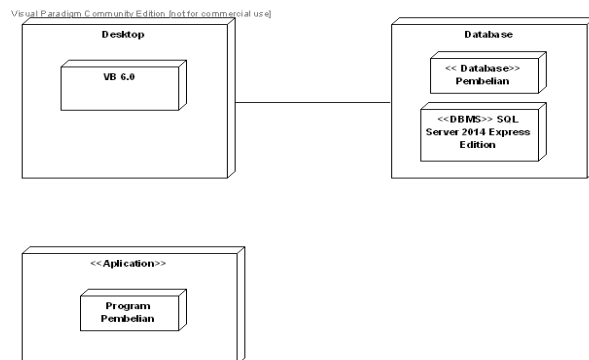 Visual Paradigm Community Edition [not for commercial use]
Desktop
VB 6.0
Database
<< Database>>
Pembelian
<<DBMS>> SQL
Server 2014 Express
Edition
<<Aplication>>
Program
Pembelian